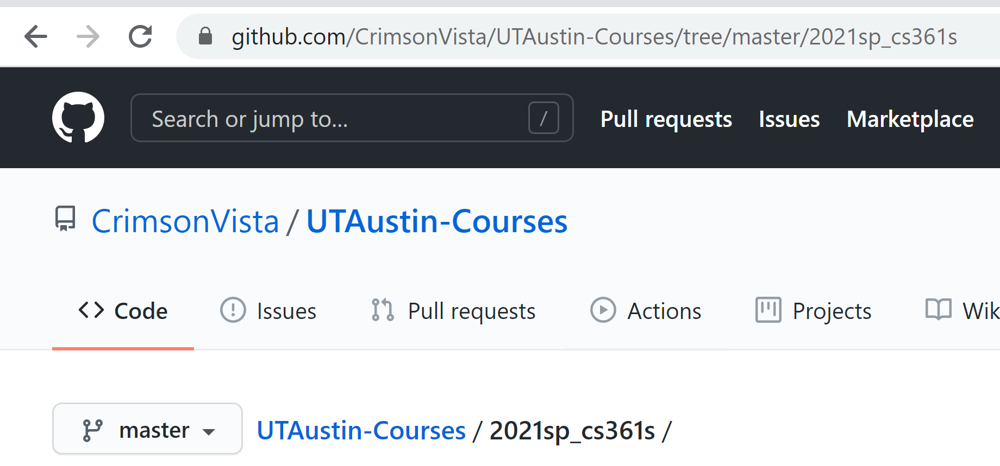 github.com/CrimsonVista/UTAustin-Courses/tree/master/2021sp_cs361s
Search or jump to... / Pull requests Issues Marketplace
CrimsonVista / UTAustin-Courses
Code Issues Pull requests Actions Projects Wik
master UTAustin-Courses / 2021sp_cs361s /